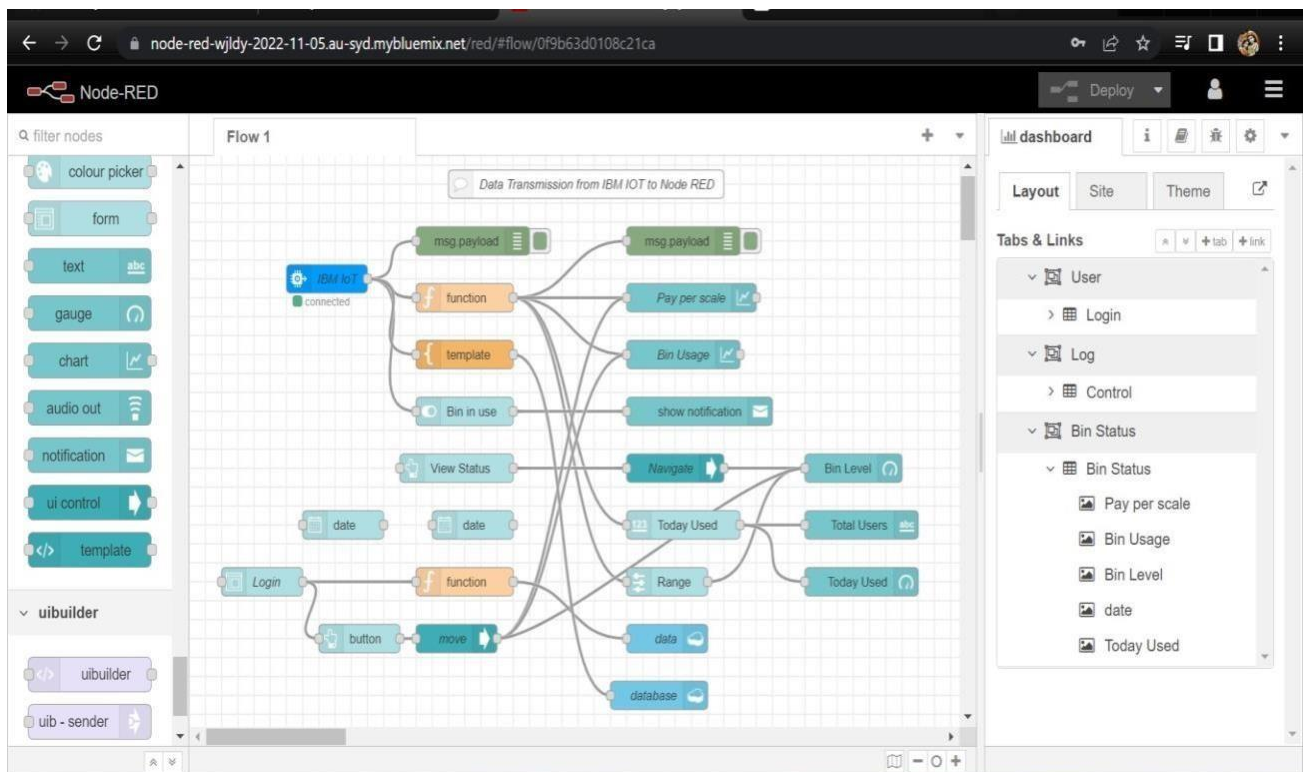 node-red-wjldy-2022-11-05.au-syd.mybluemix.net/red/#flow/0f9b63d0108c21ca
Node-RED
Deploy
filter nodes
colour picker
form
text
abc
gauge
chart
audio out
notification
ui control
template
uibuilder
uibuilder
uib - sender
Flow 1
Data Transmission from IBM IOT to Node RED
msg.payload
msg.payload
IBM IoT
connected
function
Pay per scale
template
Bin Usage
Bin in use
show notification
View Status
Navigate
Bin Level
date
date
123
Today Used
Total Users
abc
Login
function
Range
Today Used
button
move
data
database
dashboard
i
Layout
Site
Theme
Tabs & Links
+ tab
+ link
User
Login
Log
Control
Bin Status
Bin Status
Pay per scale
Bin Usage
Bin Level
date
Today Used